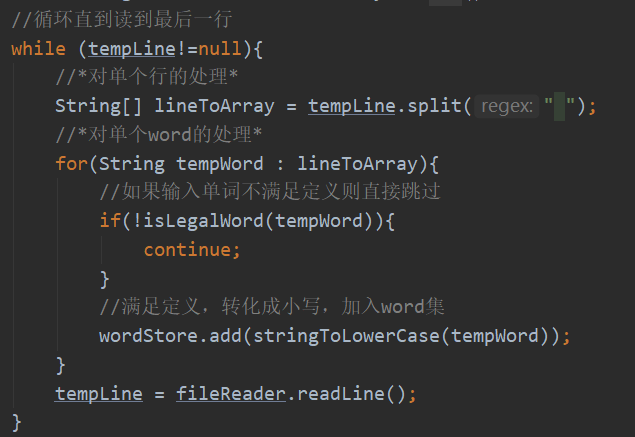 //循环直到读到最后一行
while (tempLine!=null){
    //*对单个行的处理*
    String[] lineToArray = tempLine.split( regex: " ");
    //*对单个word的处理*
    for(String tempWord : lineToArray){
        //如果输入单词不满足定义则直接跳过
        if(!isLegalWord(tempWord)){
            continue;
        }
        //满足定义，转化成小写，加入word集
        wordStore.add(stringToLowerCase(tempWord));
    }
    tempLine = fileReader.readLine();
}